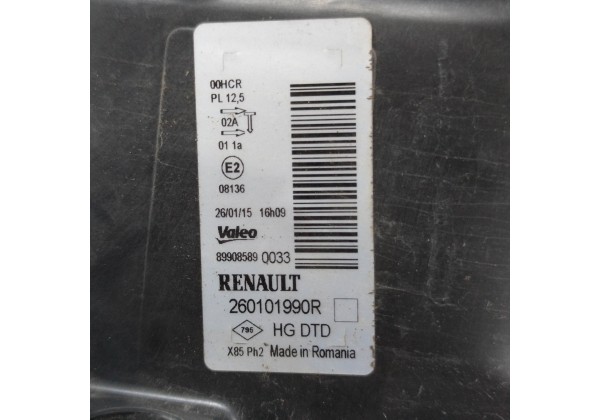 00HCR
PL 12,5
02A
01 1a
E2
08136
26/01/15 16h09
Valeo
89908589 0033
RENAULT
260101990R
796 HG DTD
X85 Ph2 Made in Romania